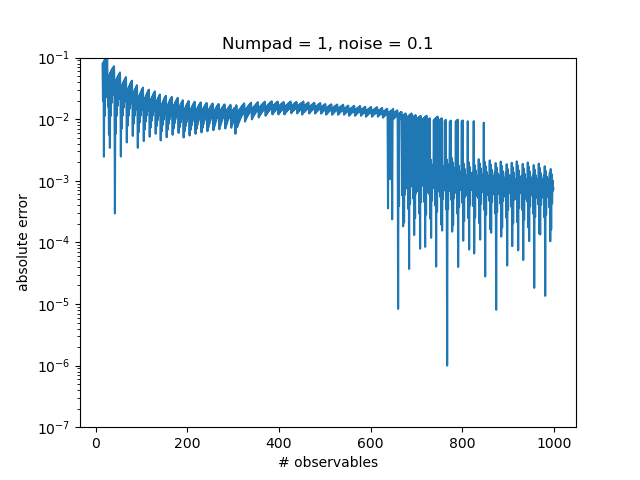 Numpad = 1, noise = 0.1
absolute error
10⁻¹
10⁻²
10⁻³
10⁻⁴
10⁻⁵
10⁻⁶
10⁻⁷
0 200 400 600 800 1000
# observables